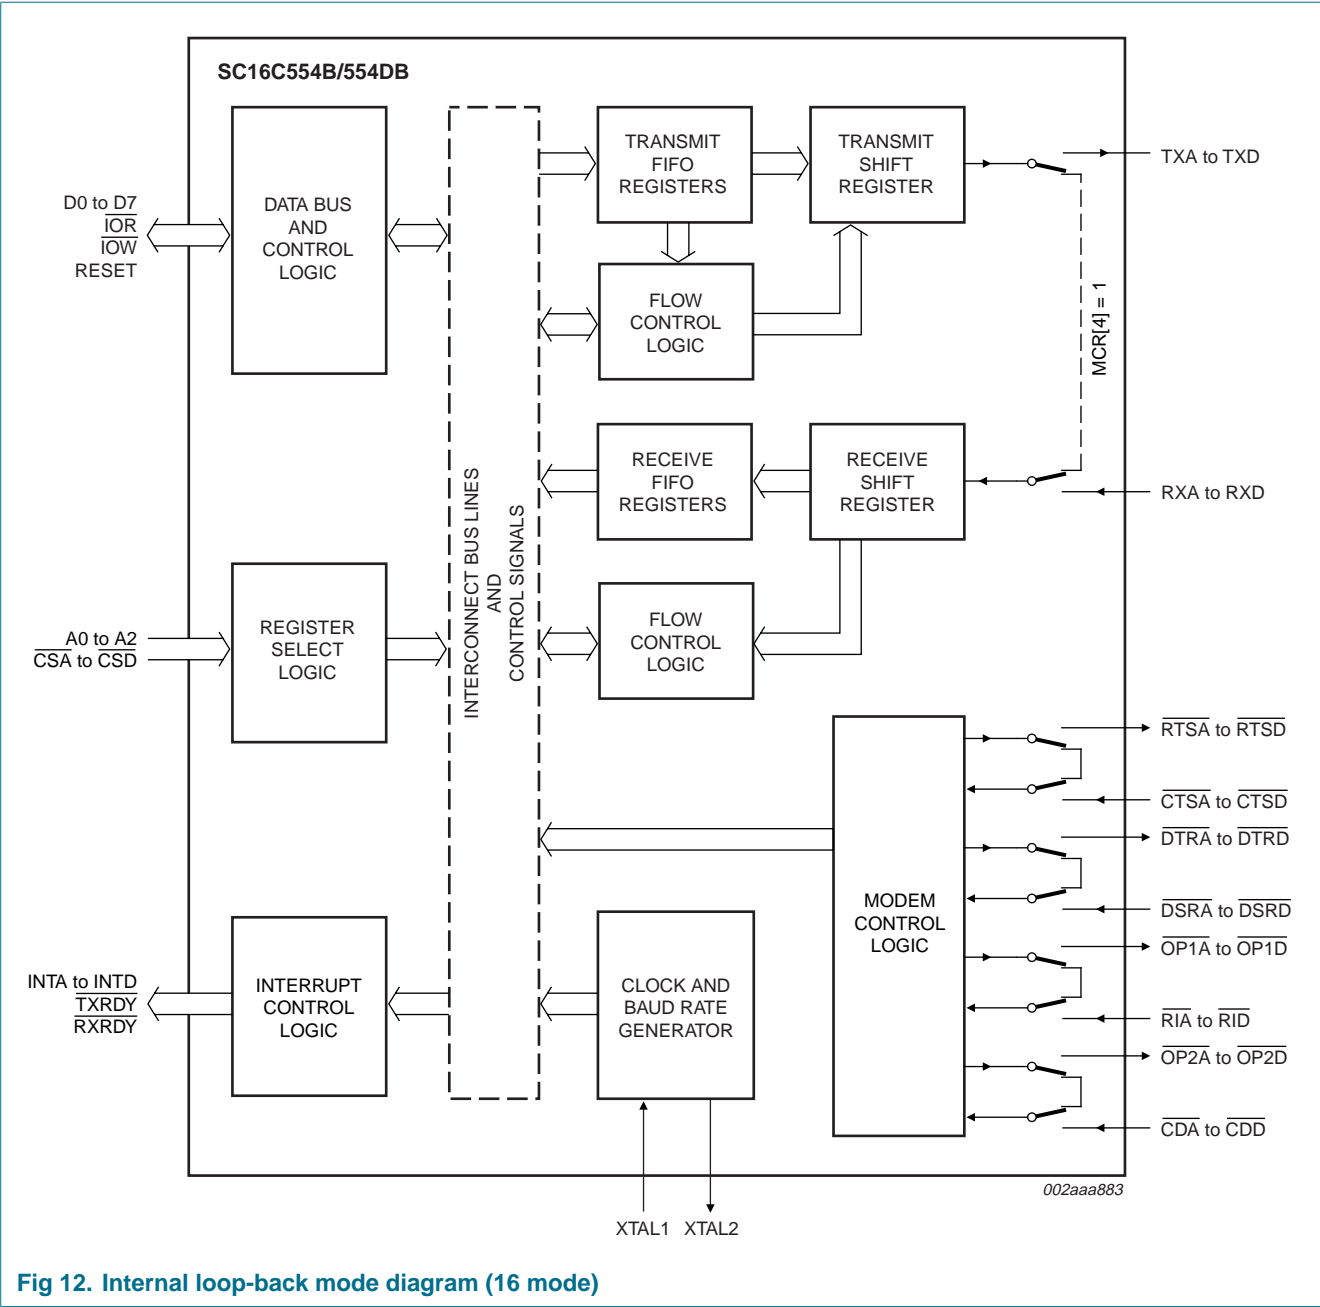 SC16C554B/554DB
DATA BUS
AND
CONTROL
LOGIC
D0 to D7
IOR
IOW
RESET
TRANSMIT
FIFO
REGISTERS
TRANSMIT
SHIFT
REGISTER
TXA to TXD
FLOW
CONTROL
LOGIC
MCR[4] = 1
RECEIVE
FIFO
REGISTERS
RECEIVE
SHIFT
REGISTER
RXA to RXD
INTERCONNECT BUS LINES
AND
CONTROL SIGNALS
REGISTER
SELECT
LOGIC
A0 to A2
CSA to CSD
FLOW
CONTROL
LOGIC
MODEM
CONTROL
LOGIC
RTSA to RTSD
CTSA to CTSD
DTRA to DTRD
DSRA to DSRD
OP1A to OP1D
RIA to RID
OP2A to OP2D
CDA to CDD
INTA to INTD
TXRDY
RXRDY
INTERRUPT
CONTROL
LOGIC
CLOCK AND
BAUD RATE
GENERATOR
XTAL1 XTAL2
002aaa883
Fig 12. Internal loop-back mode diagram (16 mode)